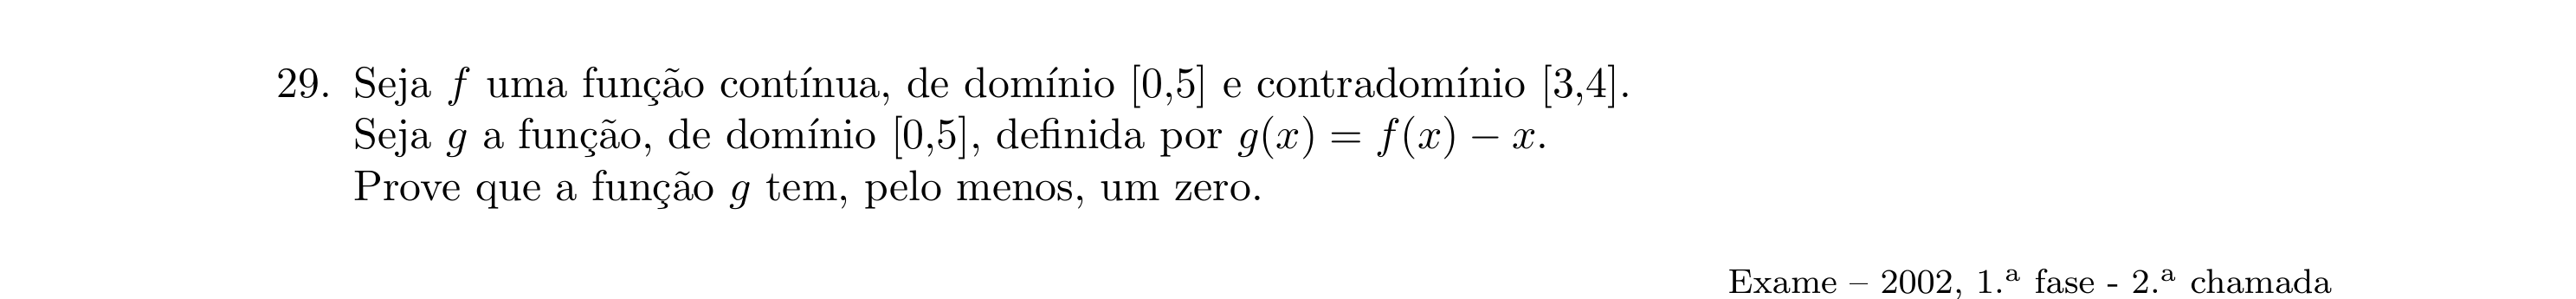 29. Seja f uma função contínua, de domínio [0,5] e contradomínio [3,4].
Seja g a função, de domínio [0,5], definida por g(x) = f(x) − x.
Prove que a função g tem, pelo menos, um zero.
Exame – 2002, 1.ª fase - 2.ª chamada